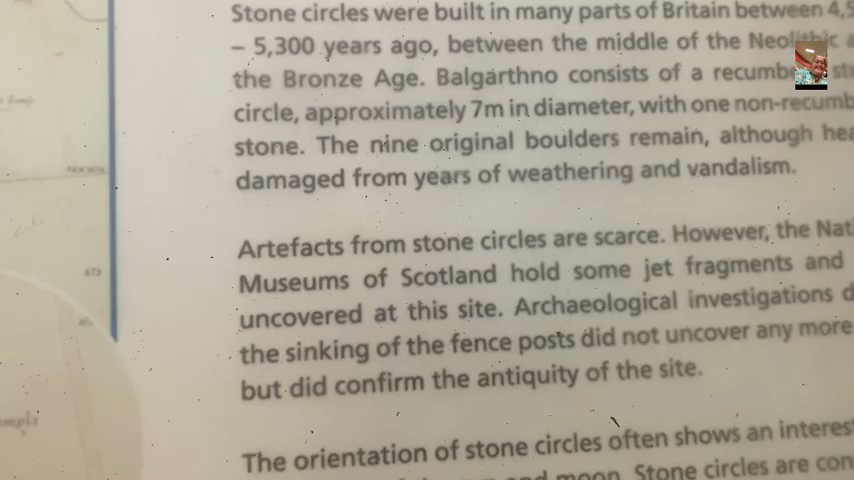 Stone circles were built in many parts of Britain between 4,5
– 5,300 years ago, between the middle of the Neolithic
the Bronze Age. Balgarthno consists of a recumb
circle, approximately 7m in diameter, with one non-recumb
stone. The nine original boulders remain, although hea
damaged from years of weathering and vandalism.
Artefacts from stone circles are scarce. However, the Nat
Museums of Scotland hold some jet fragments and
uncovered at this site. Archaeological investigations d
the sinking of the fence posts did not uncover any more
but did confirm the antiquity of the site.
The orientation of stone circles often shows an interest
and moon. Stone circles are con